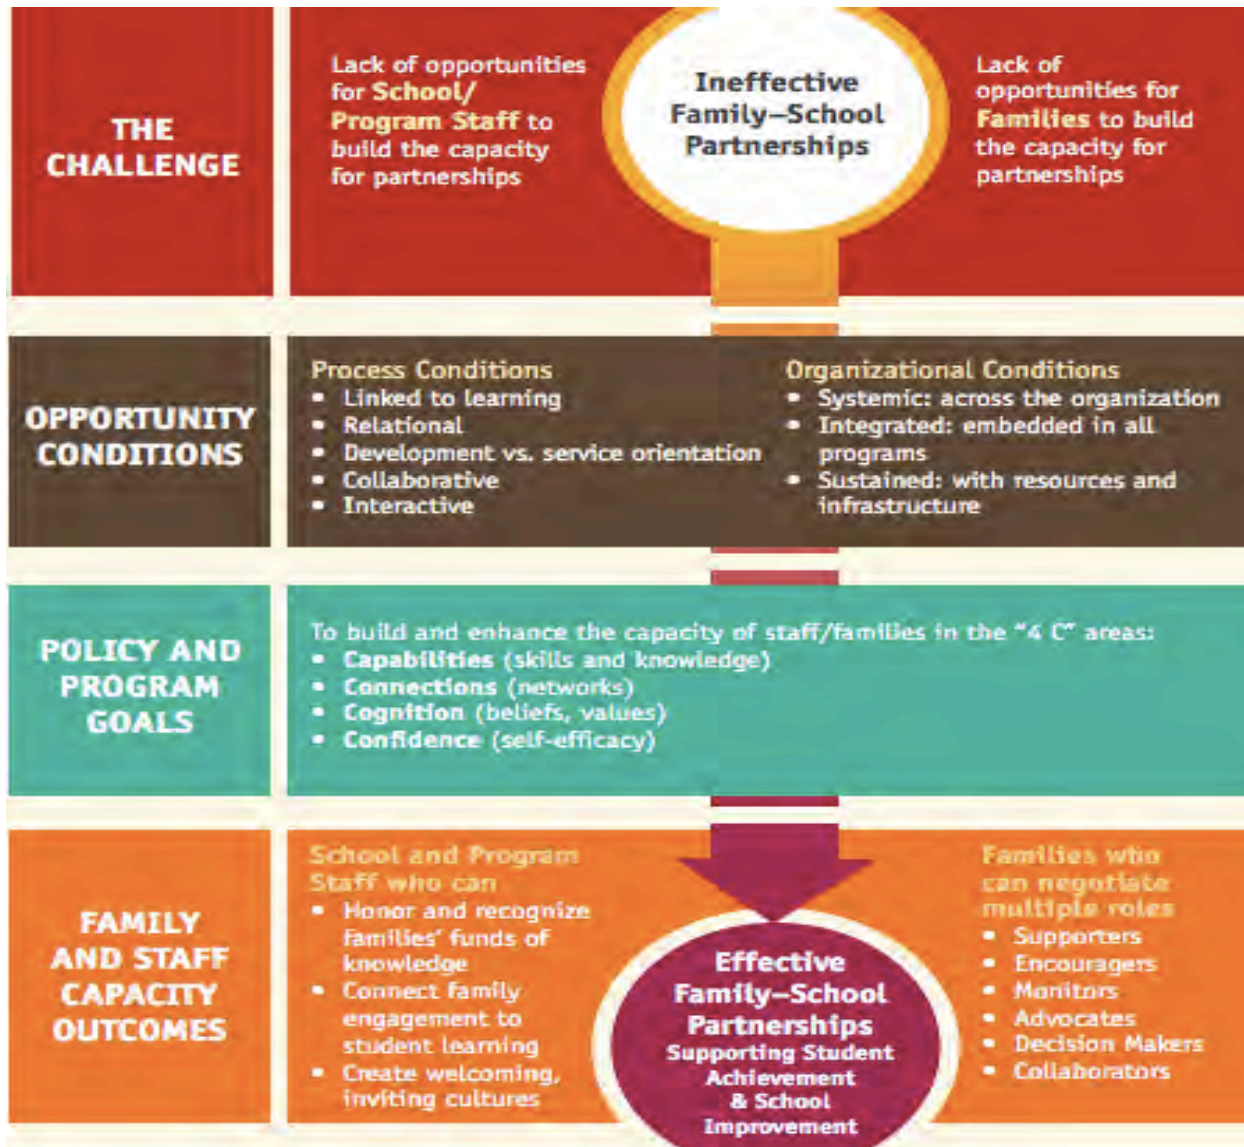 THE
CHALLENGE
Lack of opportunities
for School/
Program Staff to
build the capacity
for partnerships
Ineffective
Family–School
Partnerships
Lack of
opportunities for
Families to build
the capacity for
partnerships
OPPORTUNITY
CONDITIONS
Process Conditions
• Linked to learning
• Relational
• Development vs. service orientation
• Collaborative
• Interactive
Organizational Conditions
• Systemic: across the organization
• Integrated: embedded in all
programs
• Sustained: with resources and
infrastructure
POLICY AND
PROGRAM
GOALS
To build and enhance the capacity of staff/families in the “4 C” areas:
• Capabilities (skills and knowledge)
• Connections (networks)
• Cognition (beliefs, values)
• Confidence (self-efficacy)
FAMILY
AND STAFF
CAPACITY
OUTCOMES
School and Program
Staff who can
• Honor and recognize
families’ funds of
knowledge
• Connect family
engagement to
student learning
• Create welcoming,
inviting cultures
Effective
Family–School
Partnerships
Supporting Student
Achievement
& School
Improvement
Families who
can negotiate
multiple roles
• Supporters
• Encouragers
• Monitors
• Advocates
• Decision Makers
• Collaborators